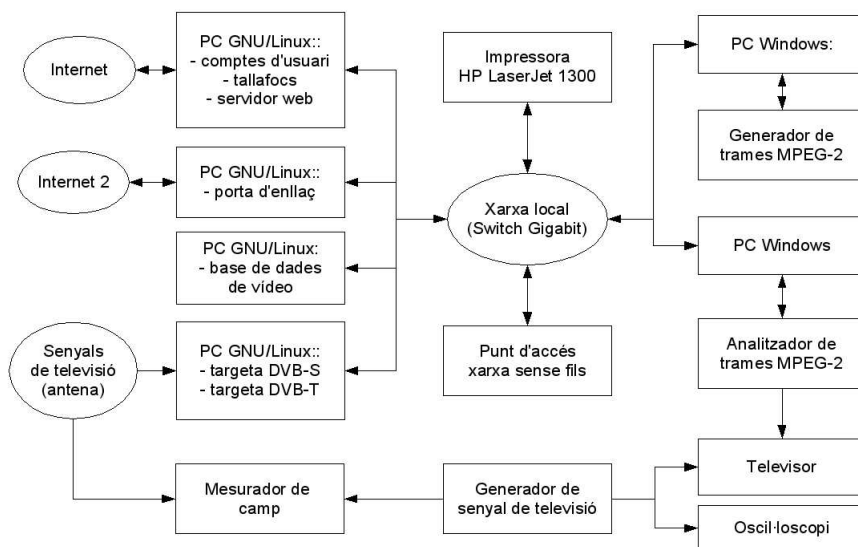 Internet
PC GNU/Linux::
- comptes d'usuari
- tallafocs
- servidor web
Impressora
HP LaserJet 1300
PC Windows:
Generador de
trames MPEG-2
Internet 2
PC GNU/Linux::
- porta d'enllaç
Xarxa local
(Switch Gigabit)
PC GNU/Linux:
- base de dades
de vídeo
PC Windows
Senyals
de televisió
(antena)
PC GNU/Linux::
- targeta DVB-S
- targeta DVB-T
Punt d'accés
xarxa sense fils
Analitzador de
trames MPEG-2
Mesurador de
camp
Generador de
senyal de televisió
Televisor
Oscil·loscopi